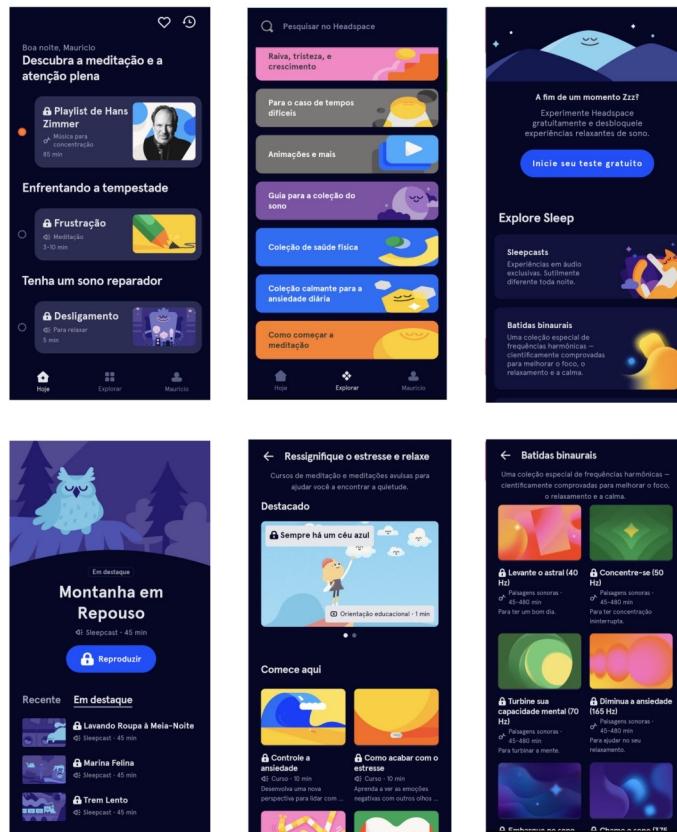 Boa noite, Mauricio
Descubra a meditação e a
atenção plena
Playlist de Hans
Zimmer
Música para
concentração
85 min
Enfrentando a tempestade
Frustração
Meditação
3-10 min
Tenha um sono reparador
Desligamento
Para relaxar
5 min
Hoje
Explorar
Mauricio
Pesquisar no Headspace
Raiva, tristeza, e
crescimento
Para o caso de tempos
difíceis
Animações e mais
Guia para a coleção do
sono
Coleção de saúde física
Coleção calmante para a
ansiedade diária
Como começar a
meditação
Hoje
Explorar
Mauricio
A fim de um momento Zzz?
Experimente Headspace
gratuitamente e desbloqueie
experiências relaxantes de sono.
Inicie seu teste gratuito
Explore Sleep
Sleepcasts
Experiências em áudio
exclusivas. Sutilmente
diferente toda noite.
Batidas binaurais
Uma coleção especial de
frequências harmônicas —
cientificamente comprovadas
para melhorar o foco, o
relaxamento e a calma.
Em destaque
Montanha em
Repouso
Sleepcast · 45 min
Reproduzir
Recente Em destaque
Lavando Roupa à Meia-Noite
Sleepcast · 45 min
Marina Felina
Sleepcast · 45 min
Trem Lento
Sleepcast · 45 min
Ressignifique o estresse e relaxe
Cursos de meditação e meditações avulsas para
ajudar você a encontrar a quietude.
Destacado
Sempre há um céu azul
Orientação educacional · 1 min
Comece aqui
Controle a
ansiedade
Curso · 10 min
Desenvolva uma nova
perspectiva para lidar com ...
Como acabar com o
estresse
Curso · 10 min
Aprenda a ver as emoções
negativas com outros olhos ...
Batidas binaurais
Uma coleção especial de frequências harmônicas —
cientificamente comprovadas para melhorar o foco,
o relaxamento e a calma.
Levante o astral (40
Hz)
Paisagens sonoras ·
45-480 min
Para ter um bom dia.
Concentre-se (50
Hz)
Paisagens sonoras ·
45-480 min
Para ter concentração
ininterrupta.
Turbine sua
capacidade mental (70
Hz)
Paisagens sonoras ·
45-480 min
Para turbinar a mente.
Diminua a ansiedade
(165 Hz)
Paisagens sonoras ·
45-480 min
Para ajudar no seu
relaxamento.
Embarque no sono
Chame o sono (175